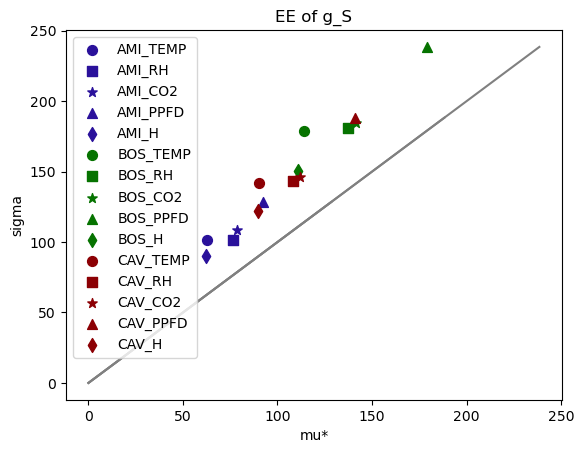 EE of g_S
250
200
150
100
50
0
sigma
AMI_TEMP
AMI_RH
AMI_CO2
AMI_PPFD
AMI_H
BOS_TEMP
BOS_RH
BOS_CO2
BOS_PPFD
BOS_H
CAV_TEMP
CAV_RH
CAV_CO2
CAV_PPFD
CAV_H
0 50 100 150 200 250
mu*